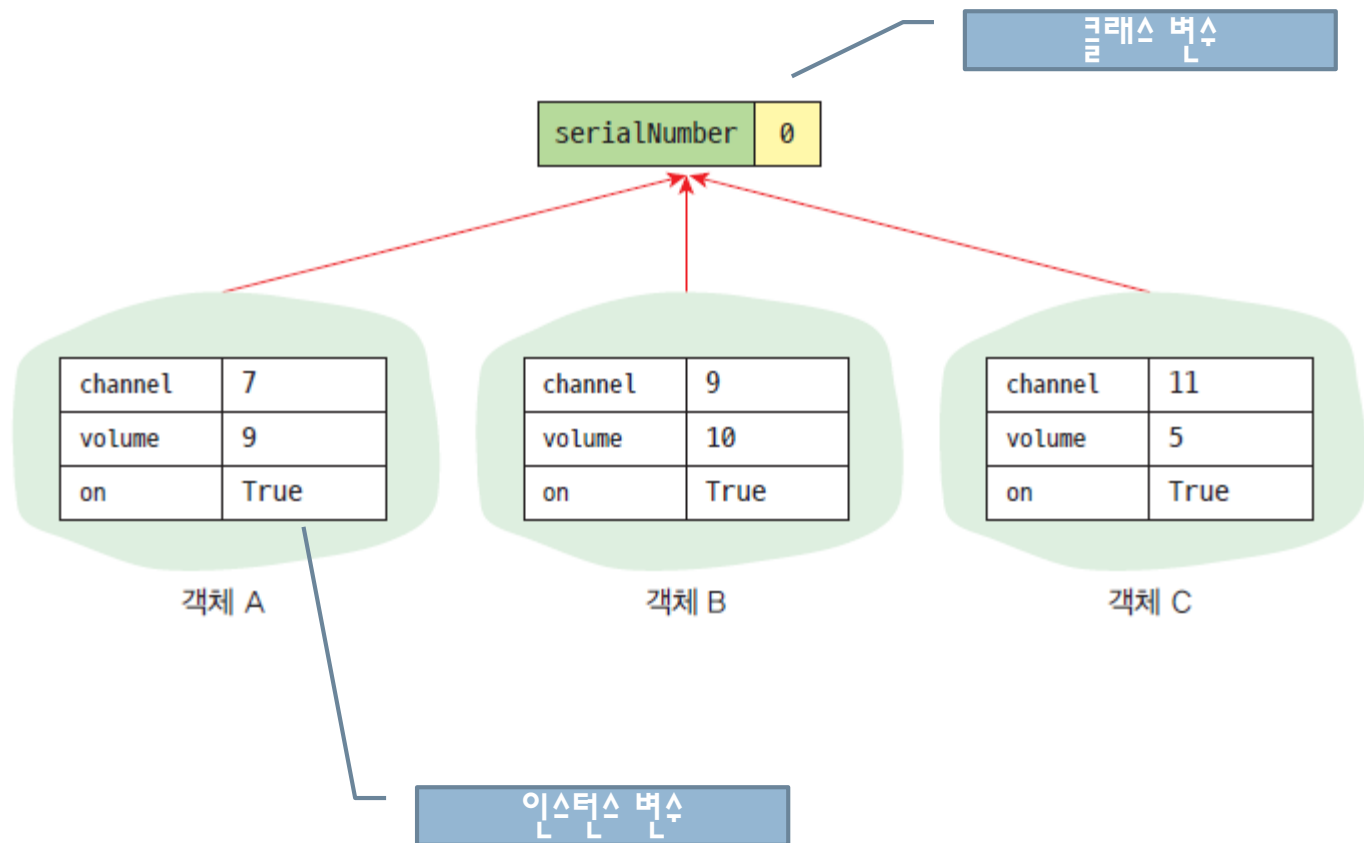 클래스 변수
serialNumber 0
channel 7
volume 9
on True
객체 A
channel 9
volume 10
on True
객체 B
channel 11
volume 5
on True
객체 C
인스턴스 변수